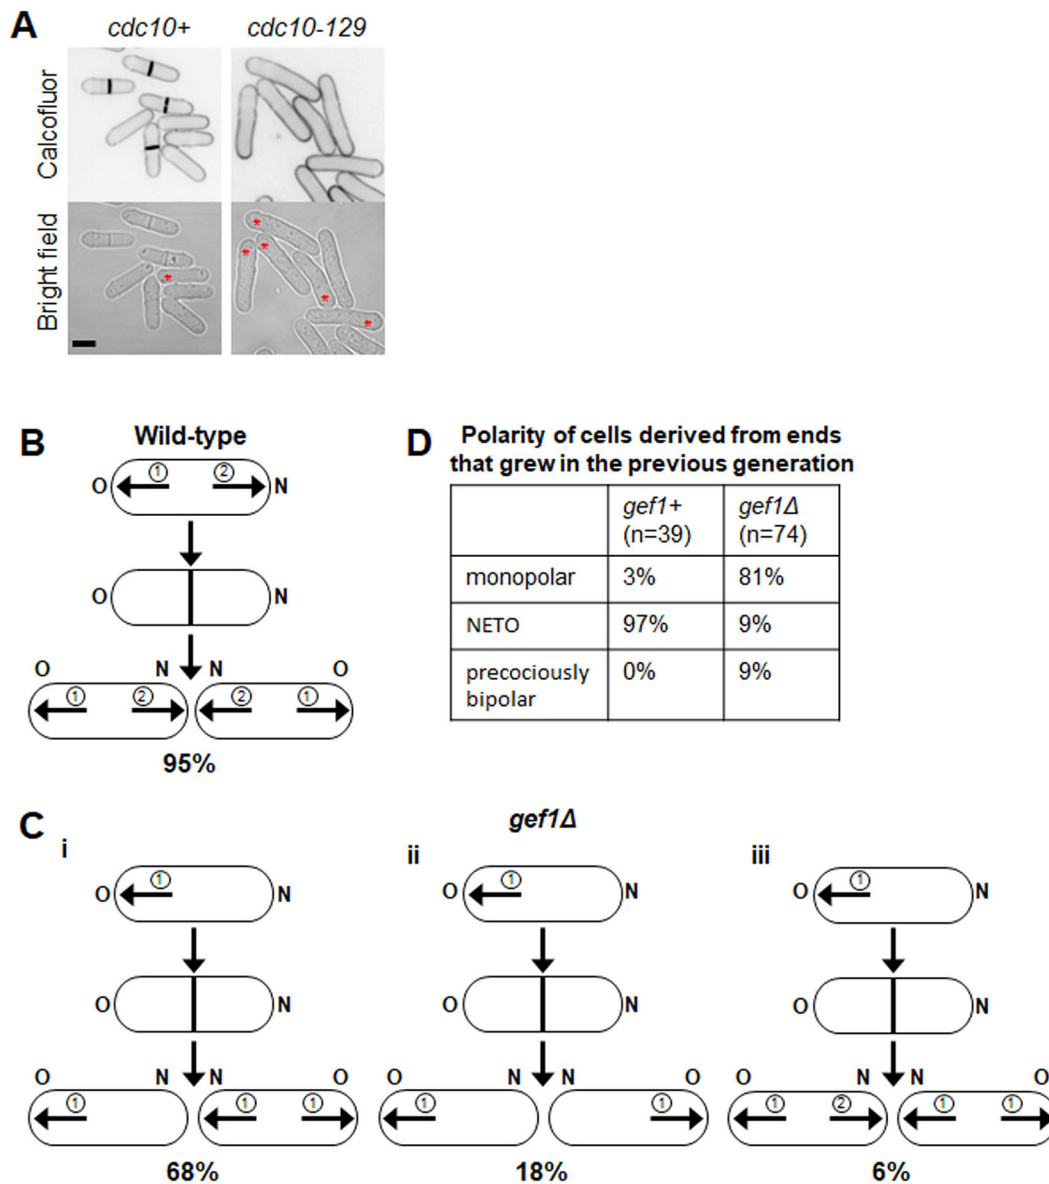 A
cdc10+
cdc10-129
Calcofluor
Bright field
*
* * * * *
B
Wild-type
O 1 2 N
O N
O N N O
1 2 2 1
95%
D
Polarity of cells derived from ends
that grew in the previous generation
gef1+ gef1Δ
(n=39) (n=74)
monopolar 3% 81%
NETO 97% 9%
precociously 0% 9%
bipolar
C
gef1Δ
i
O 1 N
O N
O N N O
1 1 1
68%
ii
O 1 N
O N
O N N O
1 1
18%
iii
O 1 N
O N
O N N O
1 2 1 1
6%